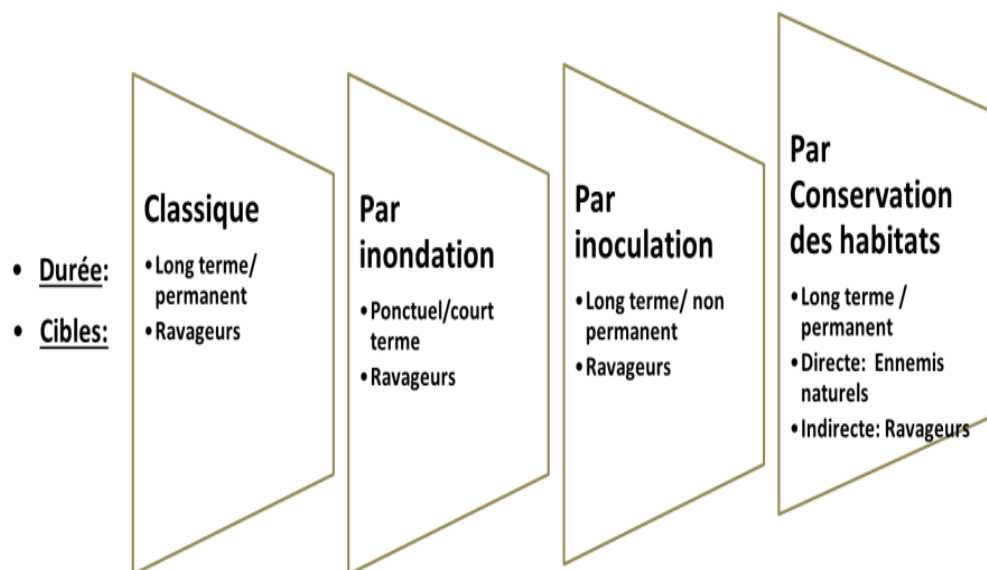 • Durée:
• Cibles:
Classique
•Long terme/
permanent
•Ravageurs
Par
inondation
•Ponctuel/court
terme
•Ravageurs
Par
inoculation
•Long terme/ non
permanent
•Ravageurs
Par
Conservation
des habitats
•Long terme /
permanent
•Directe: Ennemis
naturels
•Indirecte: Ravageurs